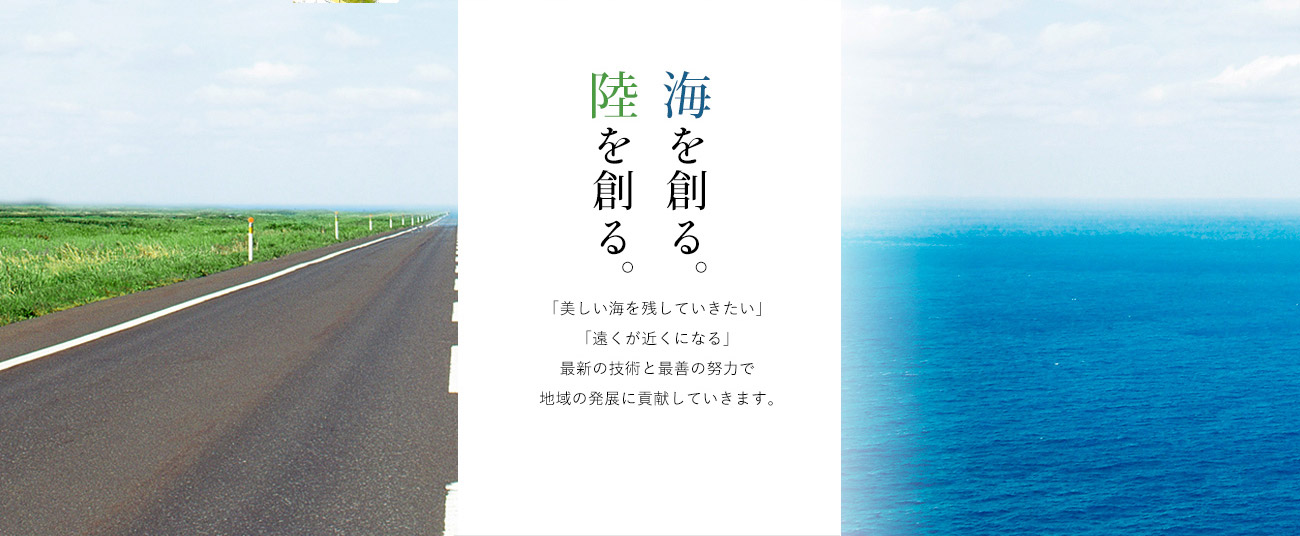 海を創る。
陸を創る。
「美しい海を残していきたい」
「遠くが近くになる」
最新の技術と最善の努力で
地域の発展に貢献していきます。